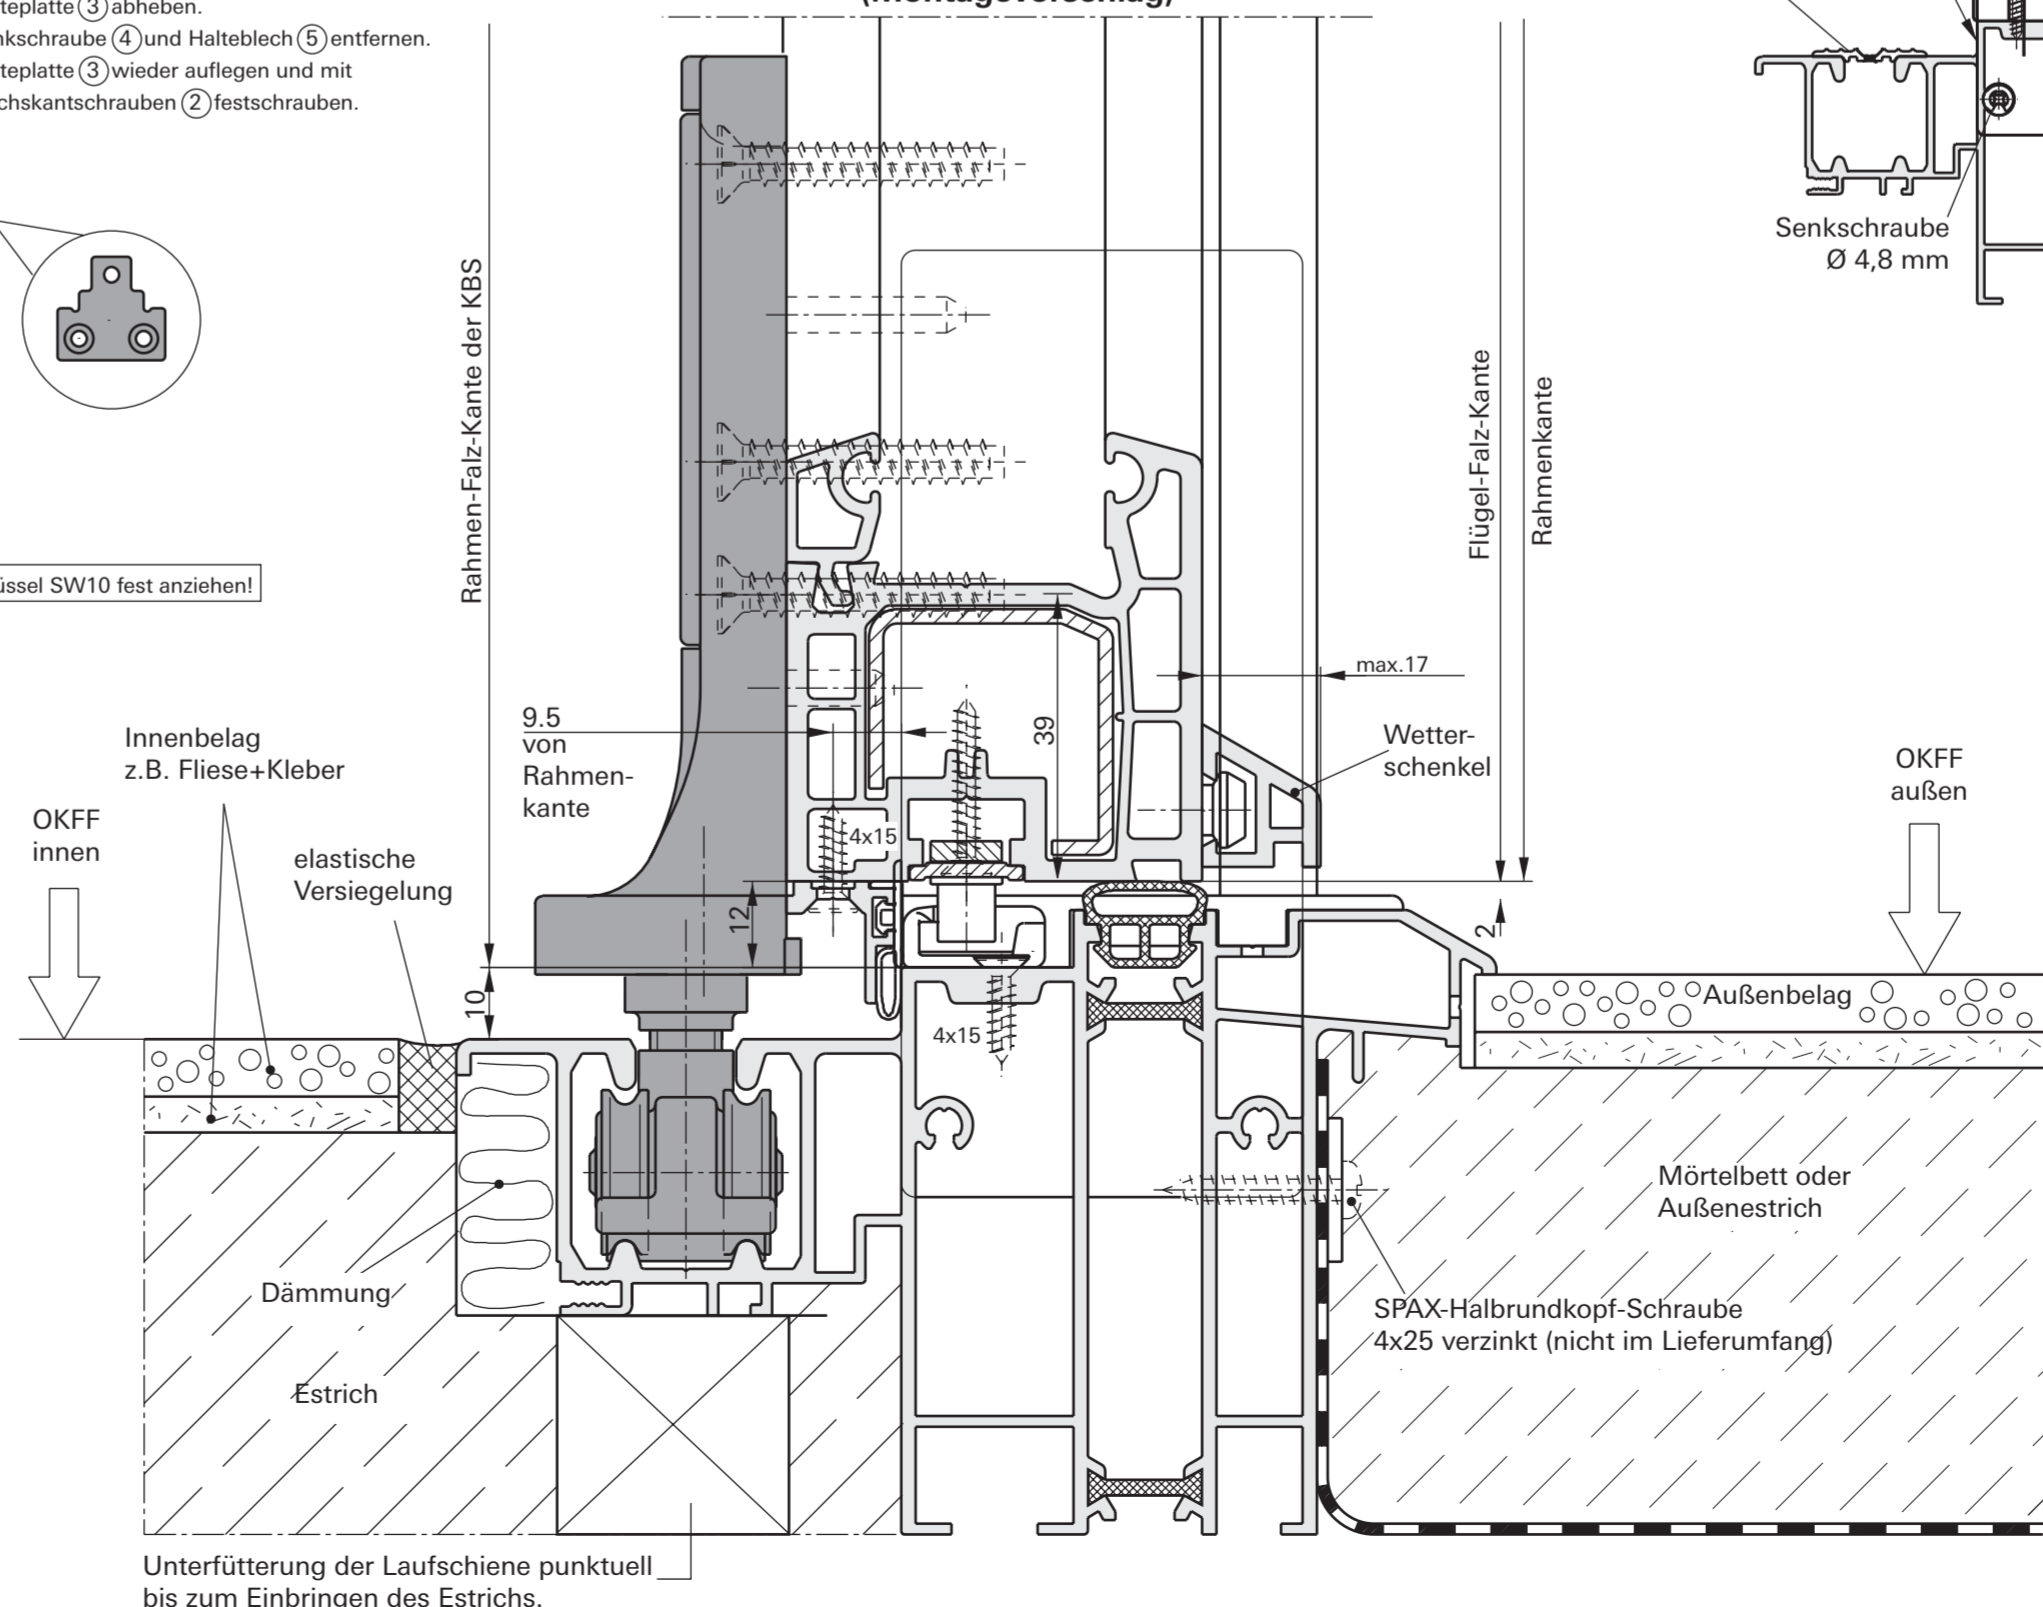 teplatte 3 abheben.
nkschraube 4 und Halteblech 5 entfernen.
teplatte 3 wieder auflegen und mit
chskantschrauben 2 festschrauben.
(Montagevorschlag)
Senkschraube
Ø 4,8 mm
Rahmen-Falz-Kante der KBS
Flügel-Falz-Kante
Rahmenkante
üssel SW10 fest anziehen!
max.17
9.5
von
Rahmen-
kante
39
Wetter-
schenkel
Innenbelag
z.B. Fliese+Kleber
OKFF
innen
elastische
Versiegelung
OKFF
außen
4x15
12
2
10
4x15
Außenbelag
Mörtelbett oder
Außenestrich
Dämmung
SPAX-Halbrundkopf-Schraube
4x25 verzinkt (nicht im Lieferumfang)
Estrich
Unterfütterung der Laufschiene punktuell
bis zum Einbringen des Estrichs.